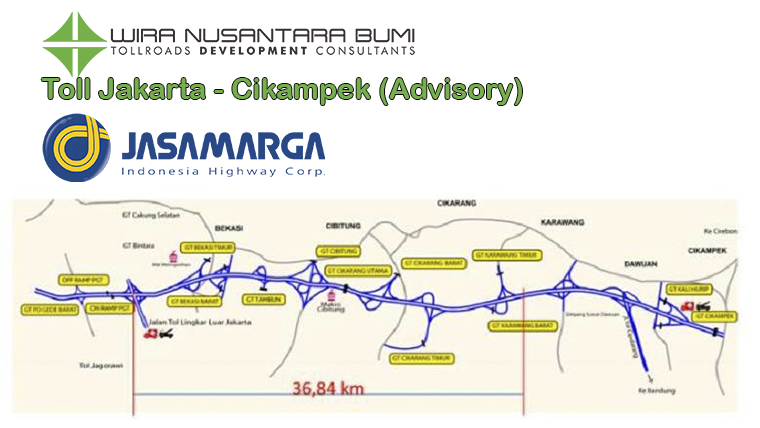 WIRA NUSANTARA BUMI
TOLLROADS DEVELOPMENT CONSULTANTS
Toll Jakarta - Cikampek (Advisory)
JASAMARGA
Indonesia Highway Corp.
CIKARANG
GT Cakung Selatan
KARAWANG
BEKASI
CIBITUNG
Ke Cirebon
GT Bintara
GT BEKASI TIMUR
GT CIBITUNG
GT KARAWANG TIMUR
CIKAMPEK
GT CIKARANG BARAT
DAWUAN
GT CIKARANG UTAMA
OFF RAMP PGT
GT KALI HURIP
GT BEKASI BARAT
GT TAMBUN
Makro
Cibitung
GT PD GEDE BARAT
ON RAMP PGT
Simpang Susun Dawuan
GT CIKAMPEK
Jalan Tol Lingkar Luar Jakarta
GT KARAWANG BARAT
GT CIKARANG TIMUR
Tol Jagorawi
36,84 km
Ke Bandung